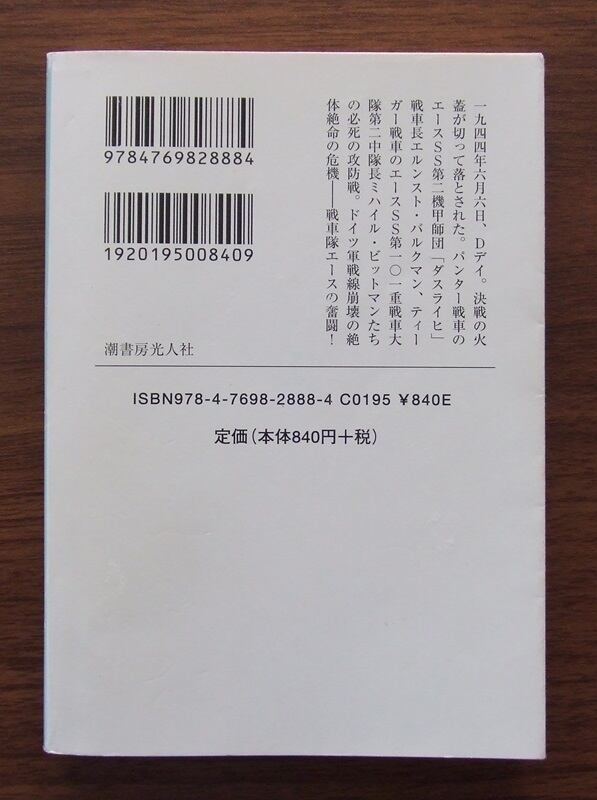 9784769828884
1920195008409
一九四四年六月六日、Dデイ。決戦の火
蓋が切って落とされた。パンター戦車の
エースSS第二機甲師団「ダスライヒ」
戦車長エルンスト・バルクマン、ティー
ガー戦車のエースSS第一〇一重戦車大
隊第二中隊長ミハイル・ビットマンたち
の必死の攻防戦。ドイツ軍戦線崩壊の絶
体絶命の危機――戦車隊エースの奮闘！
潮書房光人社
ISBN978-4-7698-2888-4 C0195 ¥840E
定価（本体840円＋税）